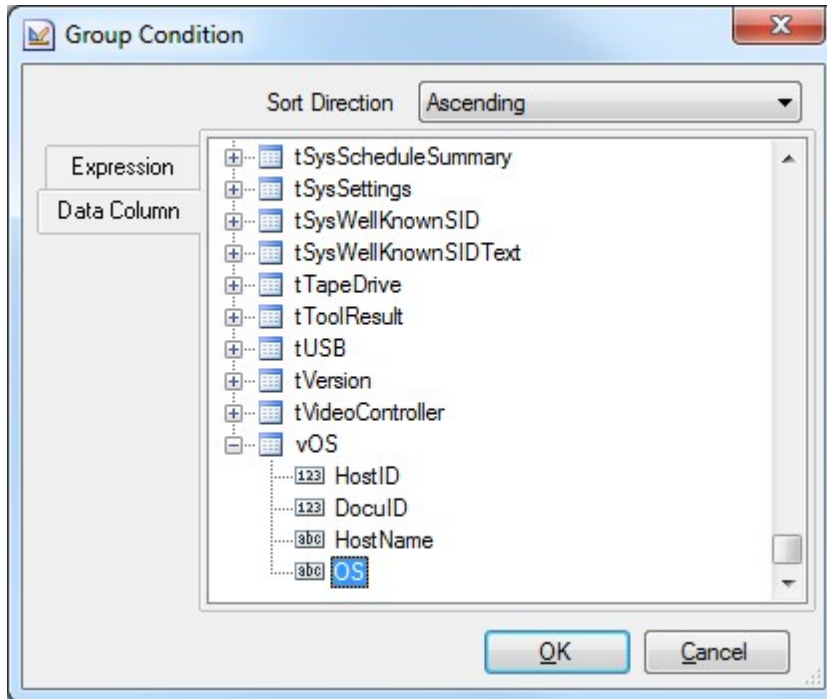 Group Condition
Sort Direction Ascending
Expression
Data Column
tSysScheduleSummary
tSysSettings
tSysWellKnownSID
tSysWellKnownSIDText
tTapeDrive
tToolResult
tUSB
tVersion
tVideoController
vOS
123 HostID
123 DocuID
abc HostName
abc OS
OK Cancel